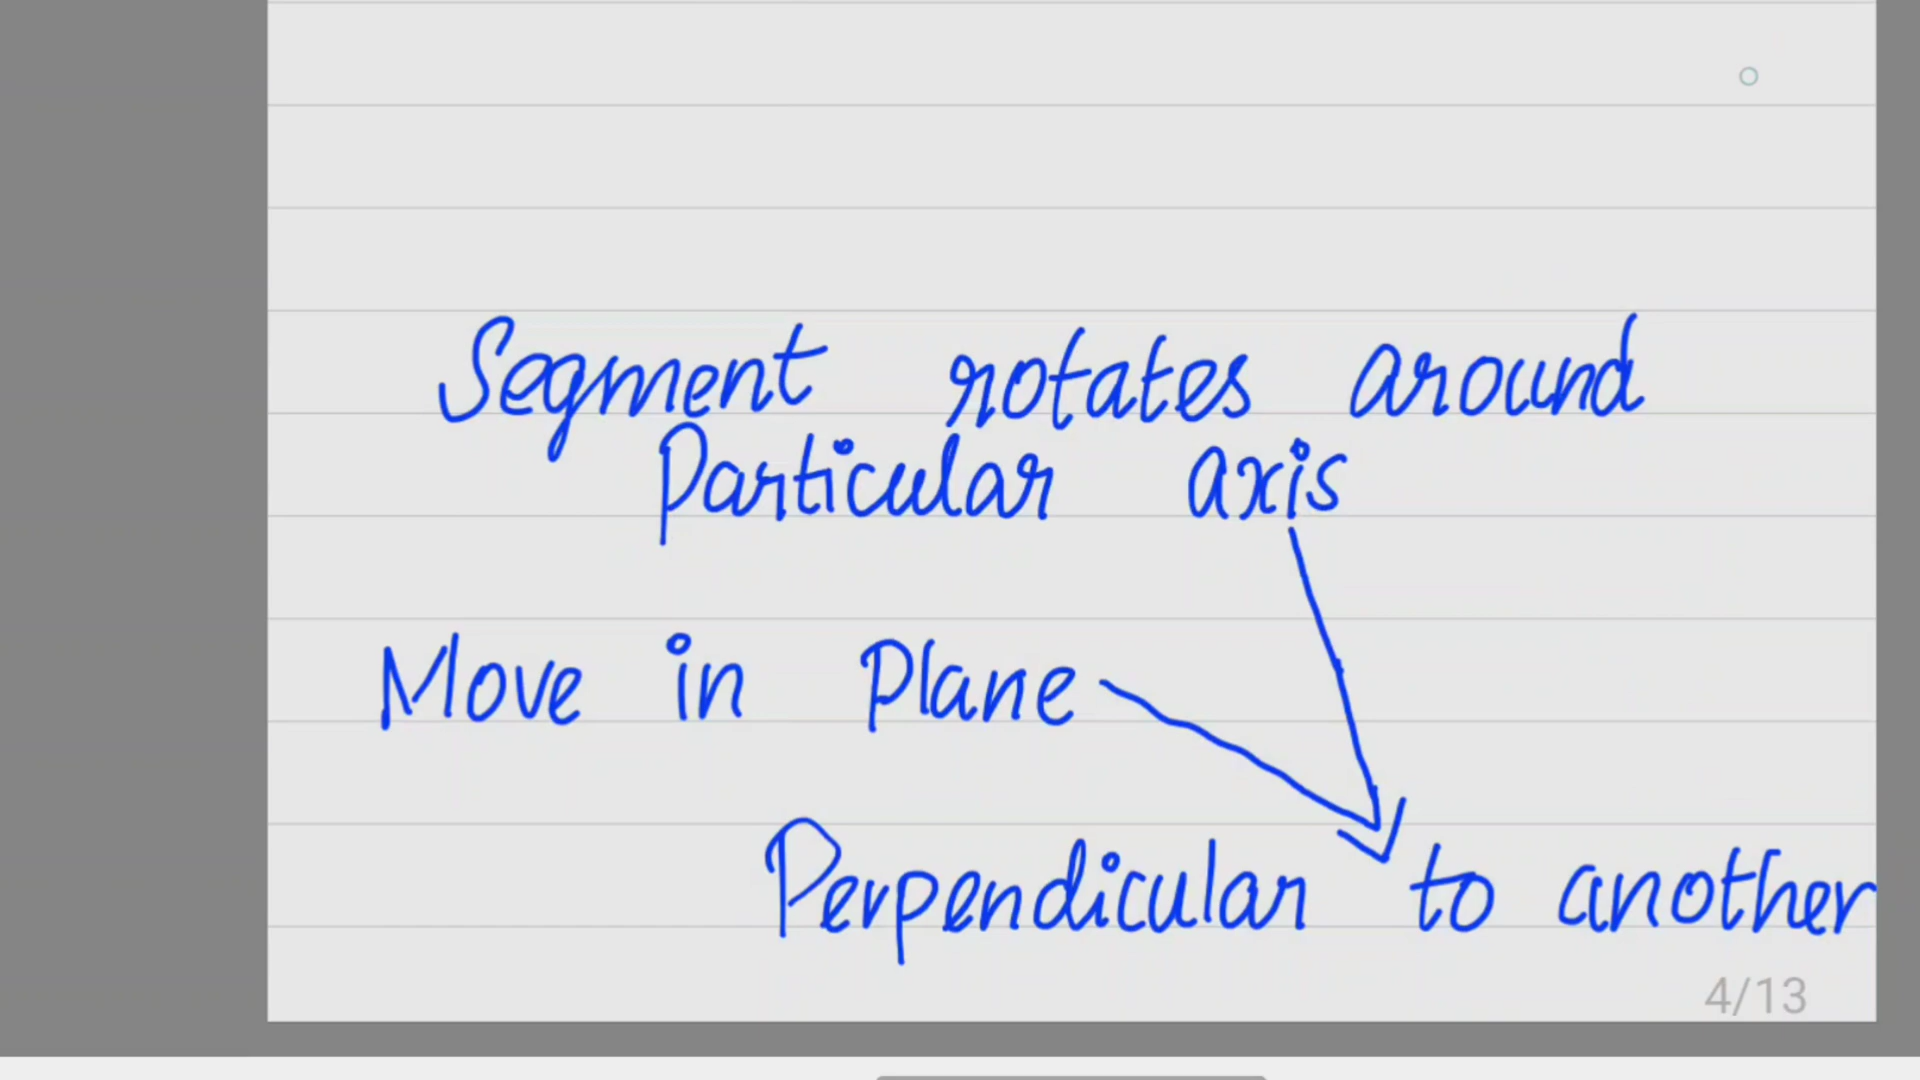 Segment rotates around
Particular axis
Move in Plane
Perpendicular to another
4/13